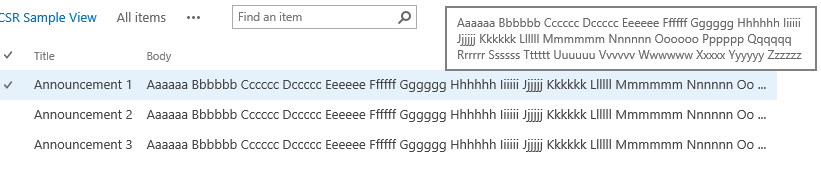 CSR Sample View All items ••• Find an item
Aaaaaa Bbbbbb Cccccc Dccccc Eeeeee Ffffff Gggggg Hhhhhh Iiiiii
Jjjjjj Kkkkkk Llllll Mmmmmm Nnnnnn Oooooo Pppppp Qqqqqq
Rrrrrr Ssssss Tttttt Uuuuuu Vvvvvv Wwwwww Xxxxx Yyyyyy Zzzzzz
Title Body
Announcement 1 Aaaaaa Bbbbbb Cccccc Dccccc Eeeeee Ffffff Gggggg Hhhhhh Iiiiii Jjjjjj Kkkkkk Llllll Mmmmmm Nnnnnn Oo ...
Announcement 2 Aaaaaa Bbbbbb Cccccc Dccccc Eeeeee Ffffff Gggggg Hhhhhh Iiiiii Jjjjjj Kkkkkk Llllll Mmmmmm Nnnnnn Oo ...
Announcement 3 Aaaaaa Bbbbbb Cccccc Dccccc Eeeeee Ffffff Gggggg Hhhhhh Iiiiii Jjjjjj Kkkkkk Llllll Mmmmmm Nnnnnn Oo ...